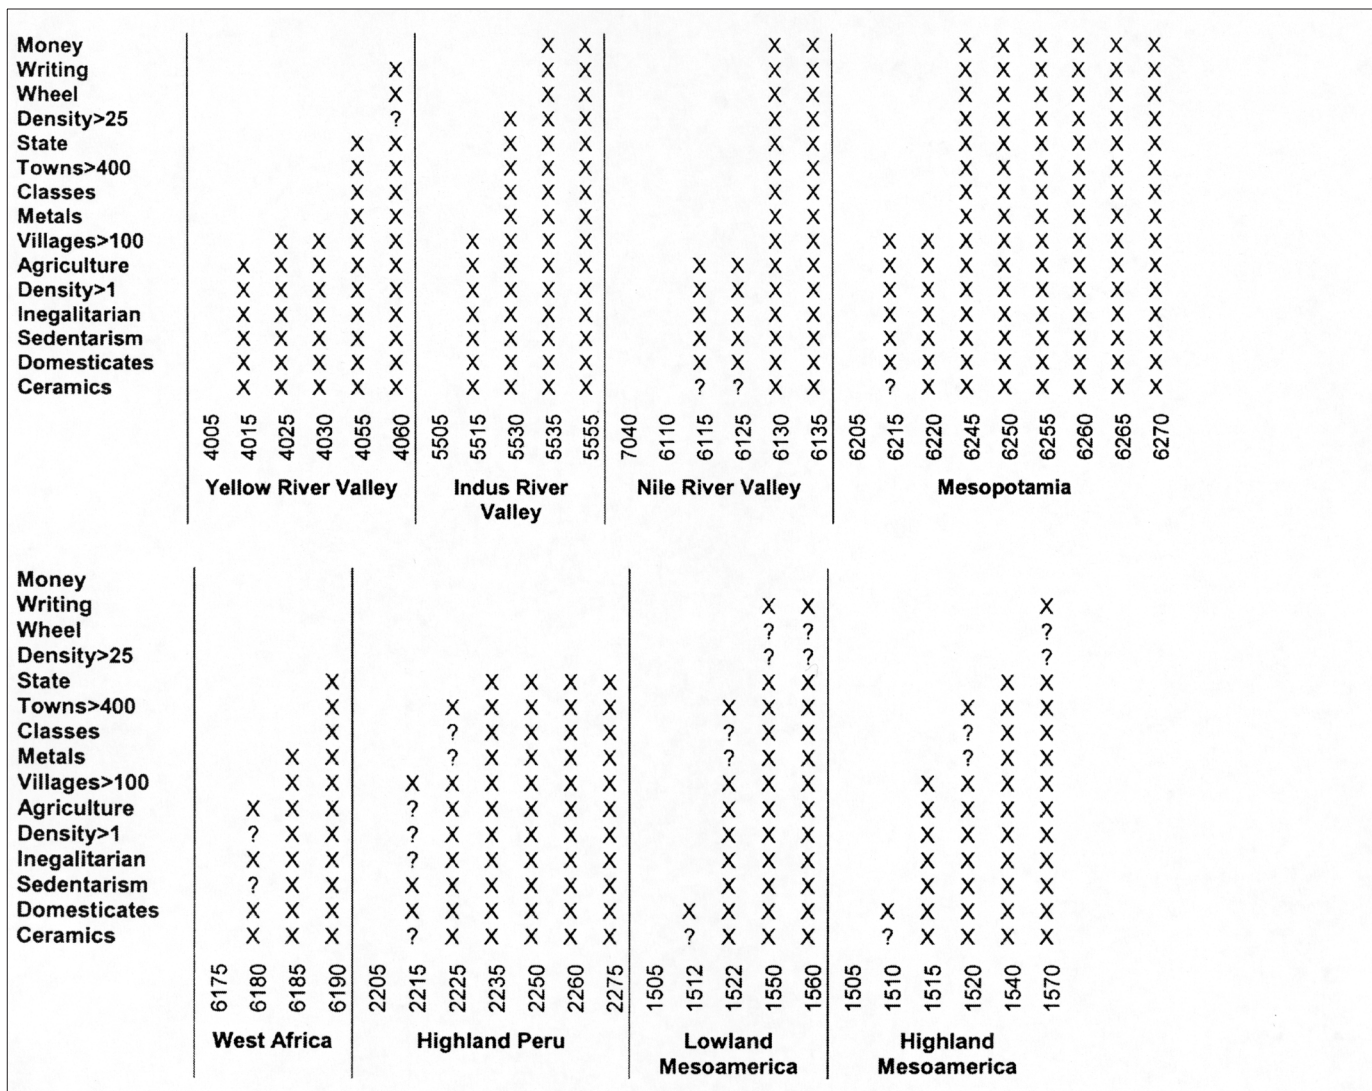 Money X X X X X X X X X X
Writing X X X X X X X X X X X
Wheel X X X X X X X X X X X
Density>25 ? X X X X X X X X X X X
State X X X X X X X X X X X X X
Towns>400 X X X X X X X X X X X X X
Classes X X X X X X X X X X X X X
Metals X X X X X X X X X X X X X
Villages>100 X X X X X X X X X X X X X X X X X X
Agriculture X X X X X X X X X X X X X X X X X X X X X
Density>1 X X X X X X X X X X X X X X X X X X X X X
Inegalitarian X X X X X X X X X X X X X X X X X X X X X
Sedentarism X X X X X X X X X X X X X X X X X X X X X
Domesticates X X X X X X X X X X X X X X X X X X X X X
Ceramics X X X X X X X X X ? ? X X ? X X X X X X X
4005 4015 4025 4030 4055 4060 5505 5515 5530 5535 5555 7040 6110 6115 6125 6130 6135 6205 6215 6220 6245 6250 6255 6260 6265 6270
Yellow River Valley Indus River Nile River Valley Mesopotamia
Valley
Money
Writing X X X
Wheel ? ? ?
Density>25 ? ? ?
State X X X X X X X X X
Towns>400 X X X X X X X X X X X X
Classes X ? X X X X ? X X ? X X
Metals X X ? X X X X ? X X ? X X
Villages>100 X X X X X X X X X X X X X X X
Agriculture X X X ? X X X X X X X X X X X X
Density>1 ? X X ? X X X X X X X X X X X X
Inegalitarian X X X ? X X X X X X X X X X X X
Sedentarism ? X X X X X X X X X X X X X X X
Domesticates X X X X X X X X X X X X X X X X X X
Ceramics X X X ? X X X X X ? X X X ? X X X X
6175 6180 6185 6190 2205 2215 2225 2235 2250 2260 2275 1505 1512 1522 1550 1560 1505 1510 1515 1520 1540 1570
West Africa Highland Peru Lowland Highland
Mesoamerica Mesoamerica